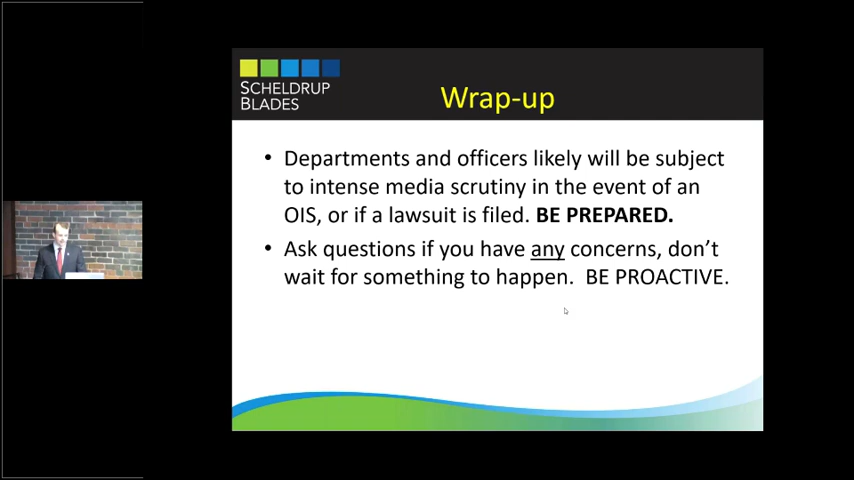 SCHELDRUP
BLADES
Wrap-up
• Departments and officers likely will be subject
to intense media scrutiny in the event of an
OIS, or if a lawsuit is filed. BE PREPARED.
• Ask questions if you have any concerns, don't
wait for something to happen.  BE PROACTIVE.